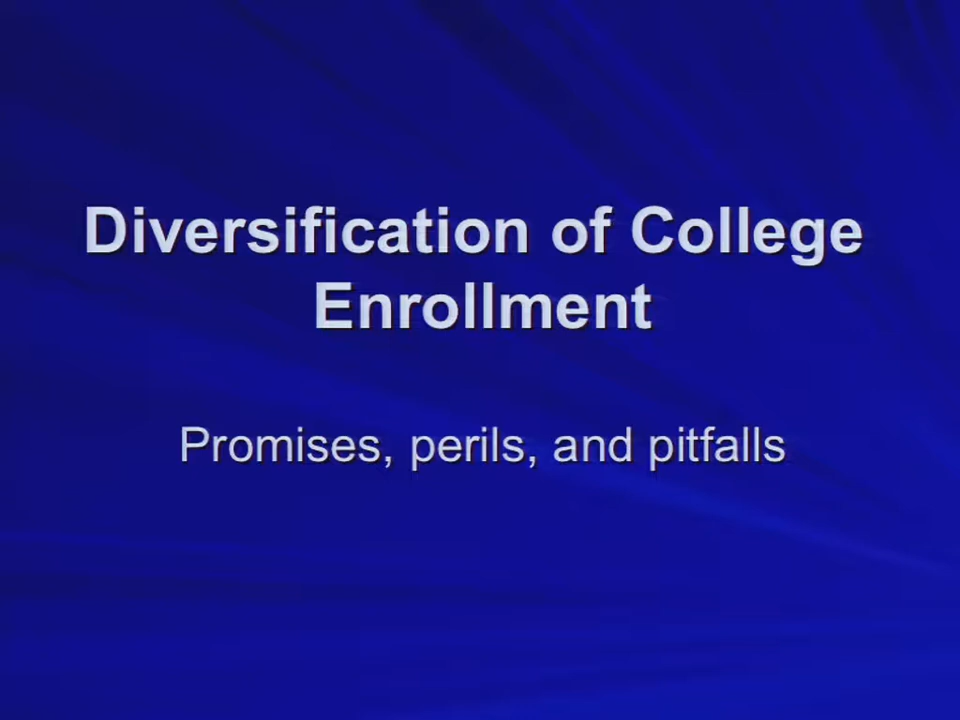 Diversification of College
Enrollment
Promises, perils, and pitfalls